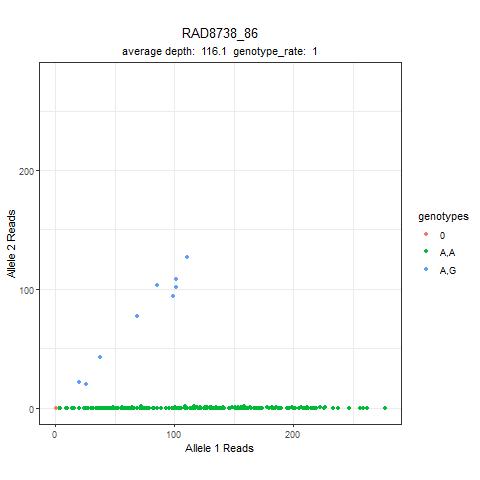 RAD8738_86
average depth: 116.1 genotype_rate: 1
Allele 2 Reads
200
100
0
0 100 200
Allele 1 Reads
genotypes
0
A,A
A,G